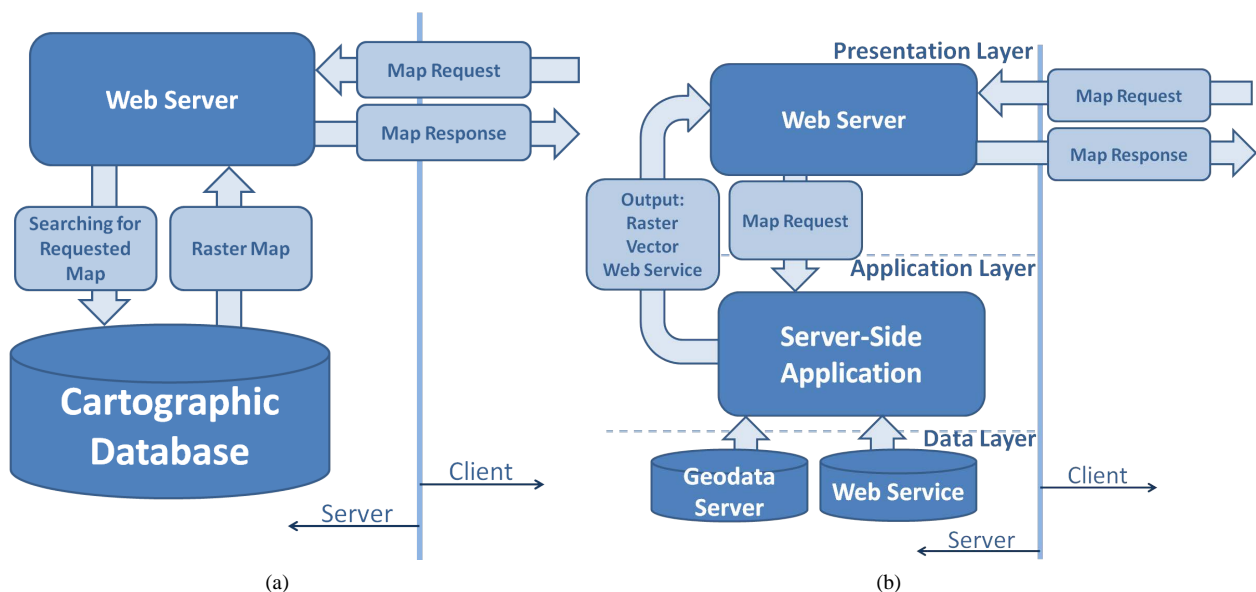 Web Server
Map Request
Map Response
Searching for
Requested
Map
Raster Map
Cartographic
Database
Client
Server
(a)
Presentation Layer
Web Server
Map Request
Map Response
Output:
Raster
Vector
Web Service
Map Request
Application Layer
Server-Side
Application
Data Layer
Geodata
Server
Web Service
Client
Server
(b)